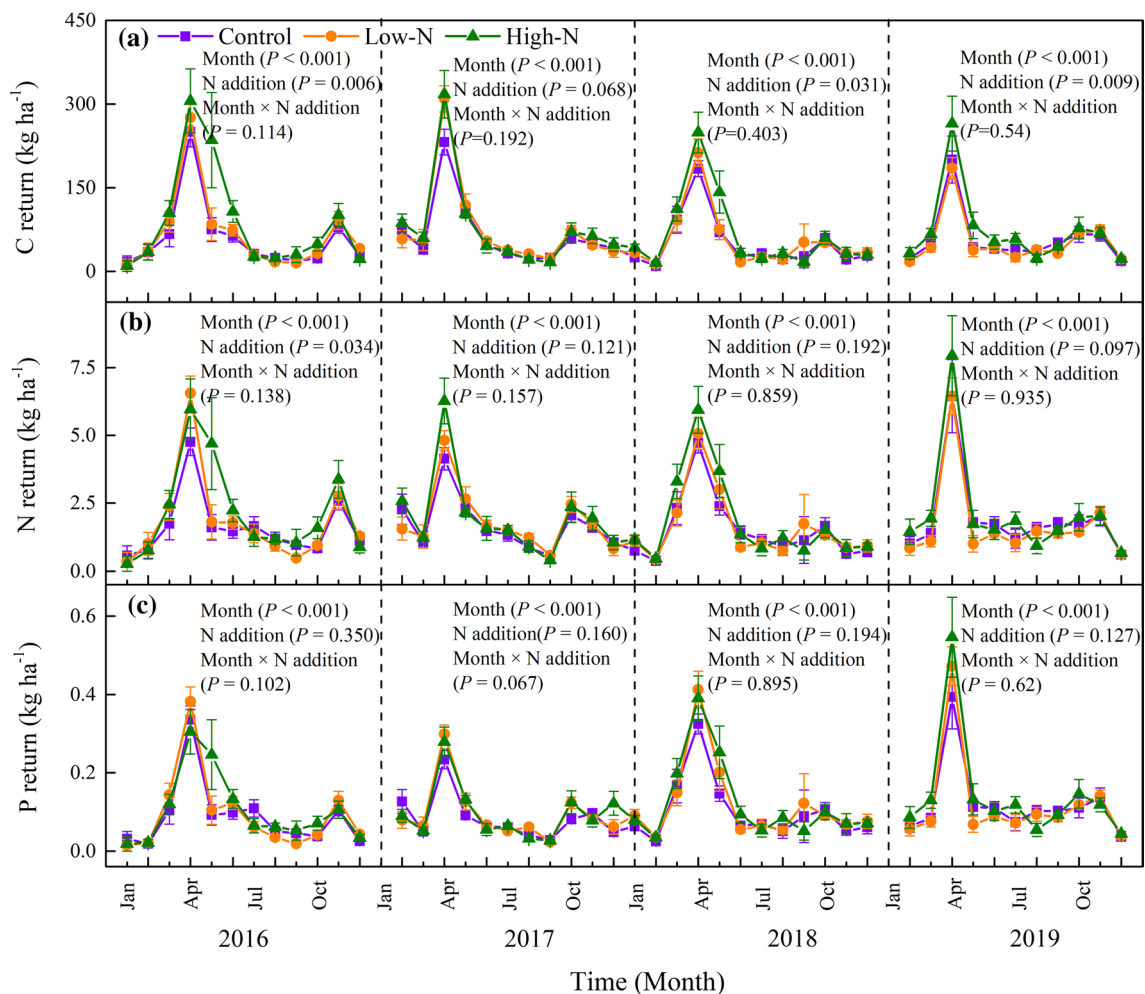 (a) Control Low-N High-N
C return (kg ha⁻¹)
450
300
150
0
Month (P < 0.001)
N addition (P = 0.006)
Month × N addition
(P = 0.114)
Month (P < 0.001)
N addition (P = 0.068)
Month × N addition
(P=0.192)
Month (P < 0.001)
N addition (P = 0.031)
Month × N addition
(P=0.403)
Month (P < 0.001)
N addition (P = 0.009)
Month × N addition
(P=0.54)
(b)
N return (kg ha⁻¹)
7.5
5.0
2.5
0.0
Month (P < 0.001)
N addition (P = 0.034)
Month × N addition
(P = 0.138)
Month (P < 0.001)
N addition (P = 0.121)
Month × N addition
(P = 0.157)
Month (P < 0.001)
N addition (P = 0.192)
Month × N addition
(P = 0.859)
Month (P < 0.001)
N addition (P = 0.097)
Month × N addition
(P = 0.935)
(c)
P return (kg ha⁻¹)
0.6
0.4
0.2
0.0
Month (P < 0.001)
N addition (P = 0.350)
Month × N addition
(P = 0.102)
Month (P < 0.001)
N addition(P = 0.160)
Month × N addition
(P = 0.067)
Month (P < 0.001)
N addition (P = 0.194)
Month × N addition
(P = 0.895)
Month (P < 0.001)
N addition (P = 0.127)
Month × N addition
(P = 0.62)
Jan Apr Jul Oct Jan Apr Jul Oct Jan Apr Jul Oct Jan Apr Jul Oct
2016 2017 2018 2019
Time (Month)